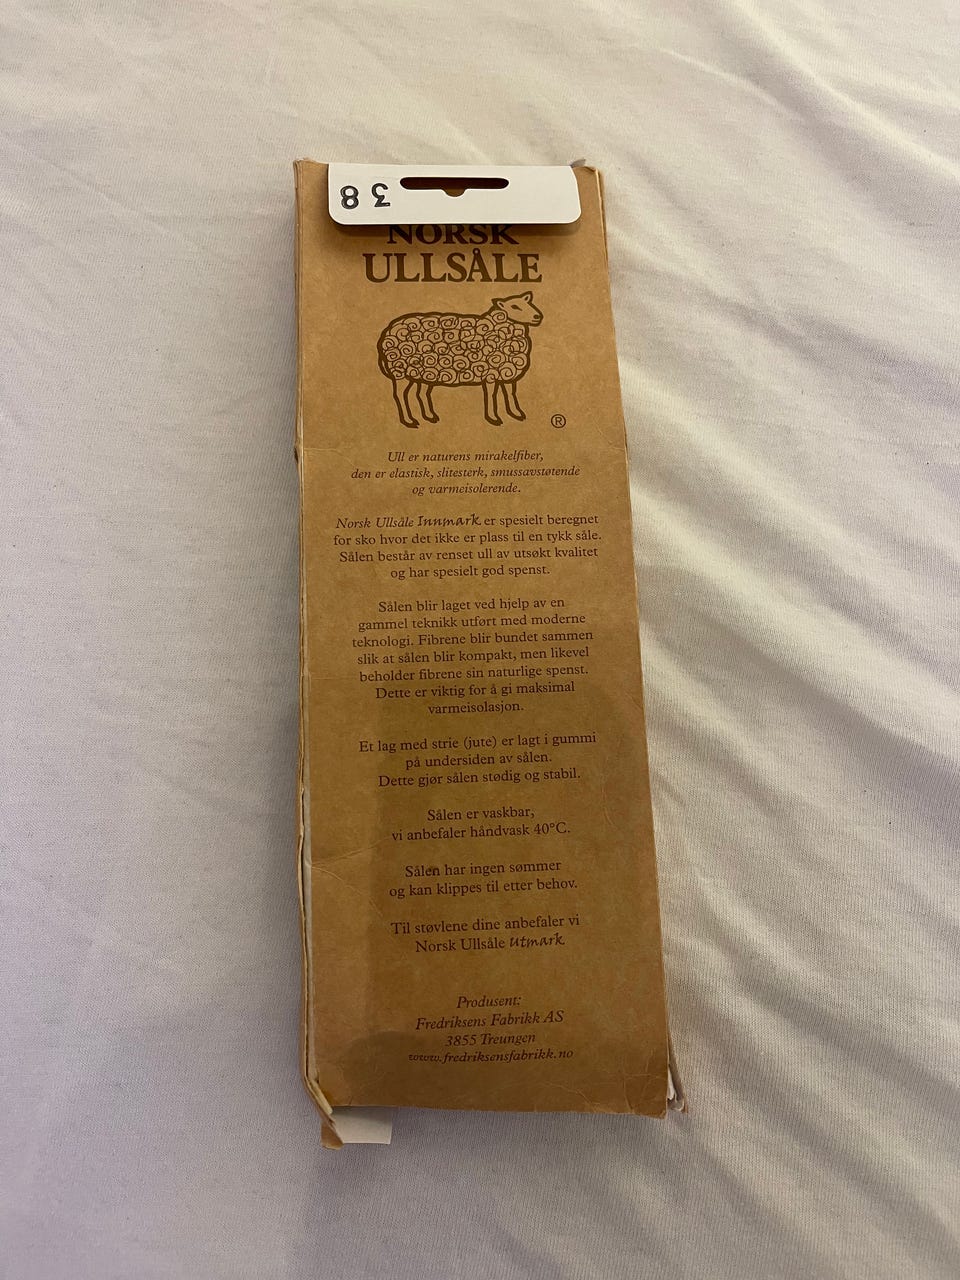 38
NORSK
ULLSÅLE
®
Ull er naturens mirakelfiber,
den er elastisk, slitesterk, smussavstøtende
og varmeisolerende.
Norsk Ullsåle Innmark er spesielt beregnet
for sko hvor det ikke er plass til en tykk såle.
Sålen består av renset ull av utsøkt kvalitet
og har spesielt god spenst.
Sålen blir laget ved hjelp av en
gammel teknikk utført med moderne
teknologi. Fibrene blir bundet sammen
slik at sålen blir kompakt, men likevel
beholder fibrene sin naturlige spenst.
Dette er viktig for å gi maksimal
varmeisolasjon.
Et lag med strie (jute) er lagt i gummi
på undersiden av sålen.
Dette gjør sålen stødig og stabil.
Sålen er vaskbar,
vi anbefaler håndvask 40°C.
Sålen har ingen sømmer
og kan klippes til etter behov.
Til støvlene dine anbefaler vi
Norsk Ullsåle Utmark
Produsent:
Fredriksens Fabrikk AS
3855 Treungen
www.fredriksensfabrikk.no